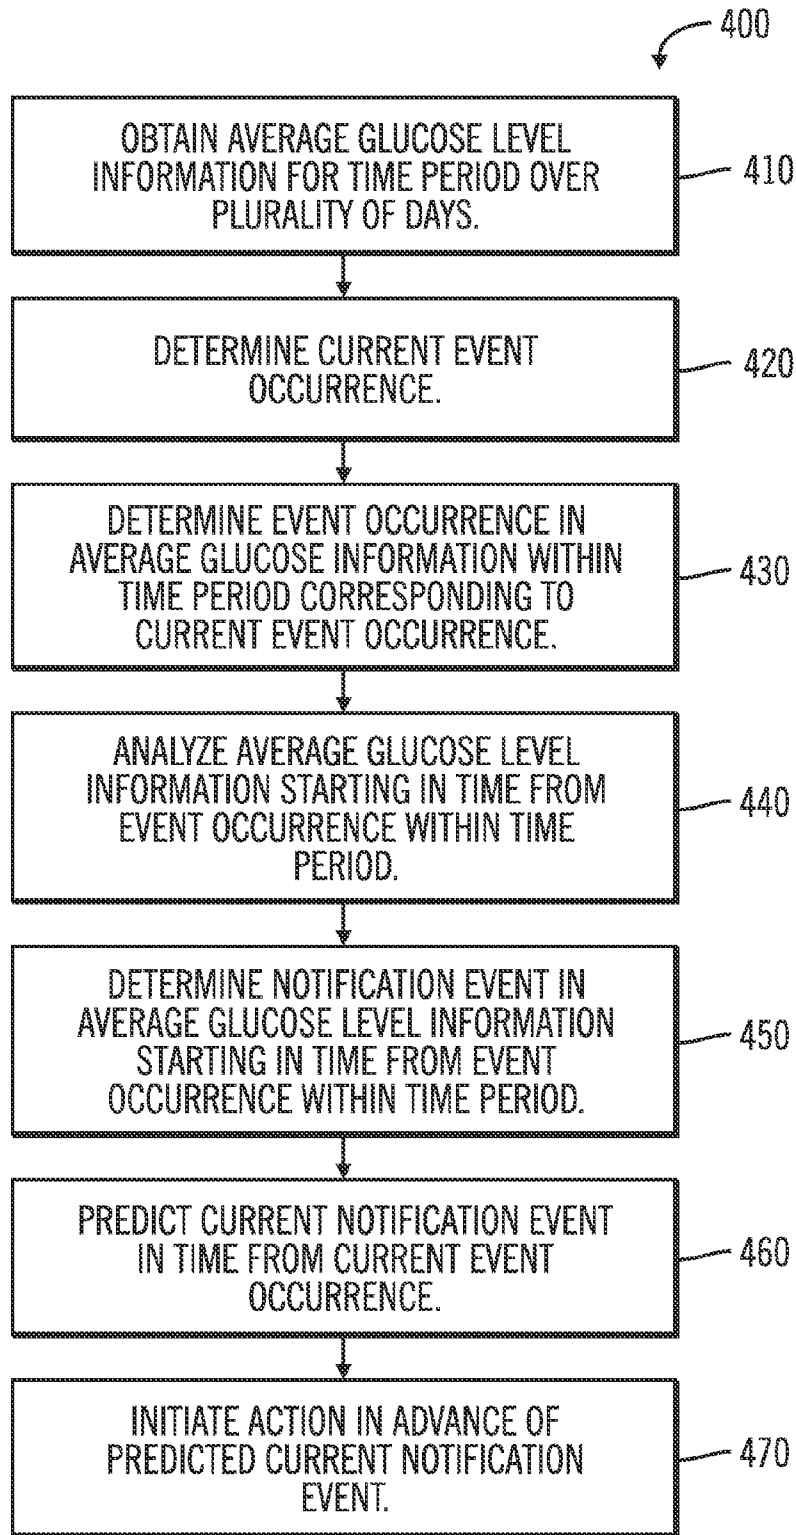 400
OBTAIN AVERAGE GLUCOSE LEVEL
INFORMATION FOR TIME PERIOD OVER
PLURALITY OF DAYS.
410
DETERMINE CURRENT EVENT
OCCURRENCE.
420
DETERMINE EVENT OCCURRENCE IN
AVERAGE GLUCOSE INFORMATION WITHIN
TIME PERIOD CORRESPONDING TO
CURRENT EVENT OCCURRENCE.
430
ANALYZE AVERAGE GLUCOSE LEVEL
INFORMATION STARTING IN TIME FROM
EVENT OCCURRENCE WITHIN TIME
PERIOD.
440
DETERMINE NOTIFICATION EVENT IN
AVERAGE GLUCOSE LEVEL INFORMATION
STARTING IN TIME FROM EVENT
OCCURRENCE WITHIN TIME PERIOD.
450
PREDICT CURRENT NOTIFICATION EVENT
IN TIME FROM CURRENT EVENT
OCCURRENCE.
460
INITIATE ACTION IN ADVANCE OF
PREDICTED CURRENT NOTIFICATION
EVENT.
470